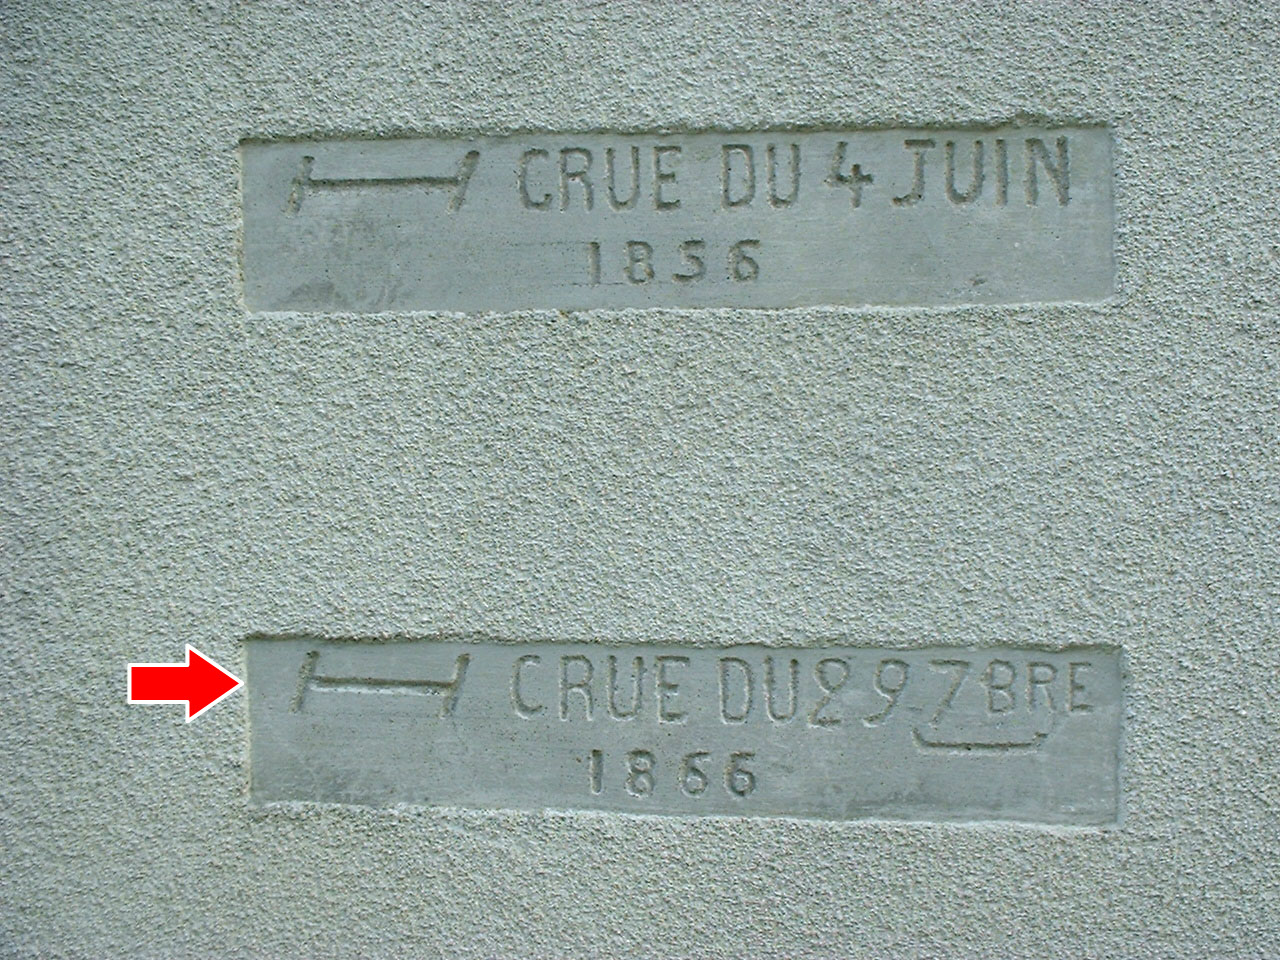 CRUE DU 4 JUIN
1856
CRUE DU 29 7BRE
1866